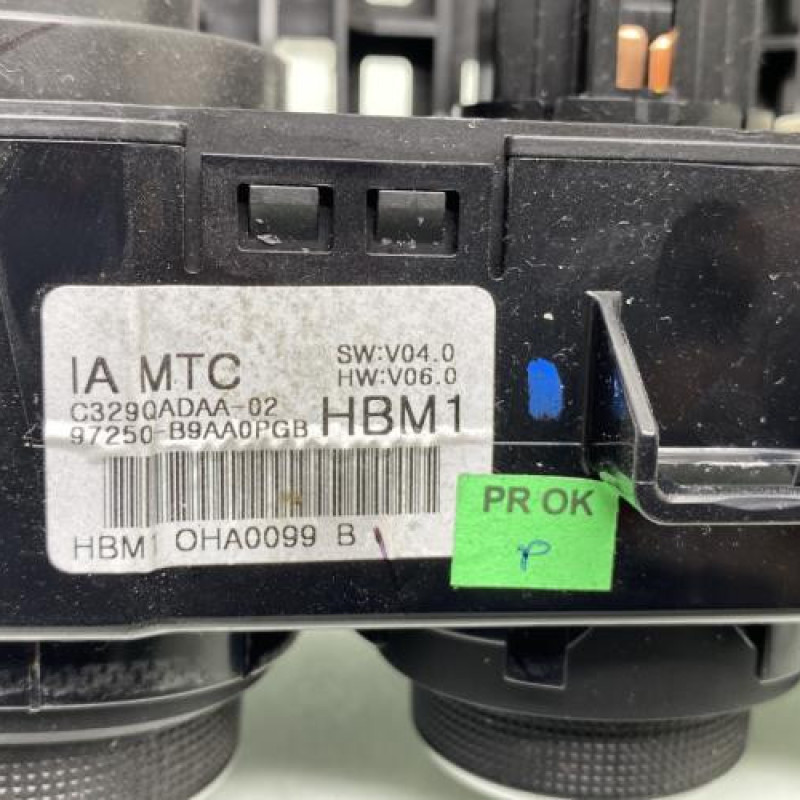 IA MTC
SW:V04.0
HW:V06.0
C329QADAA-02
97250-B9AA0PGB
HBM1
HBM1 OHA0099 B
PR OK
P